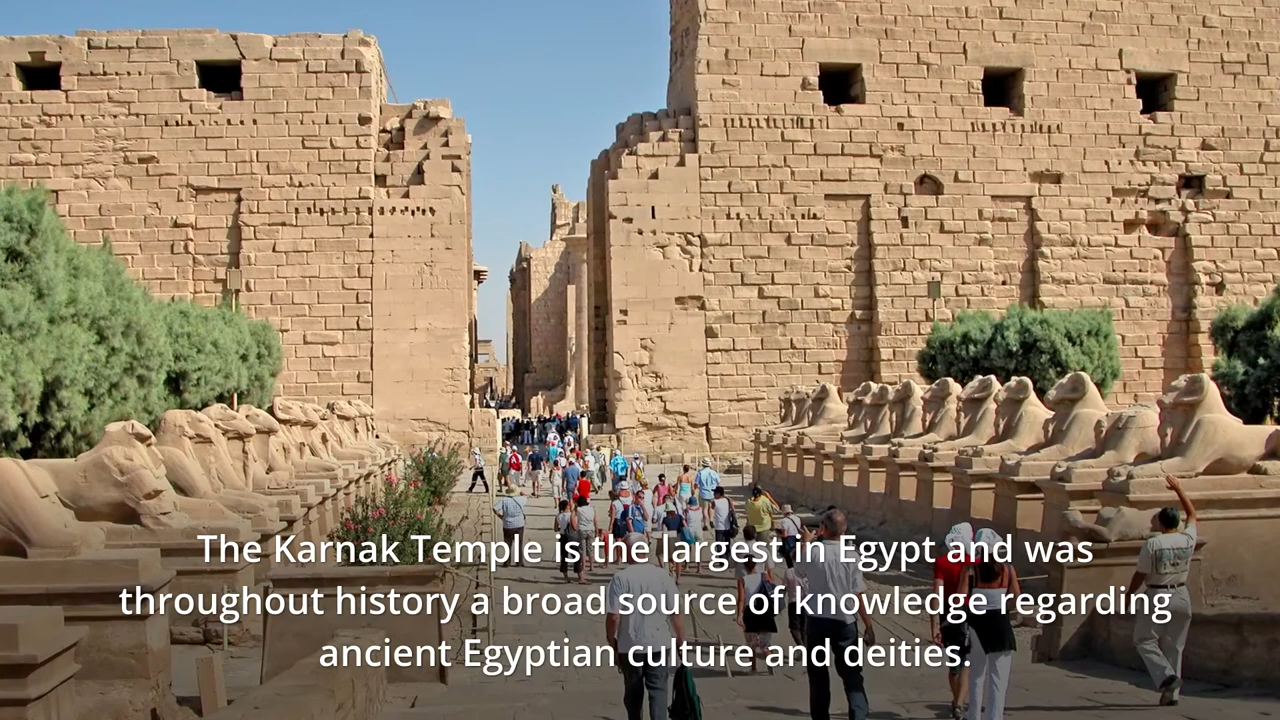 The Karnak Temple is the largest in Egypt and was
throughout history a broad source of knowledge regarding
ancient Egyptian culture and deities.